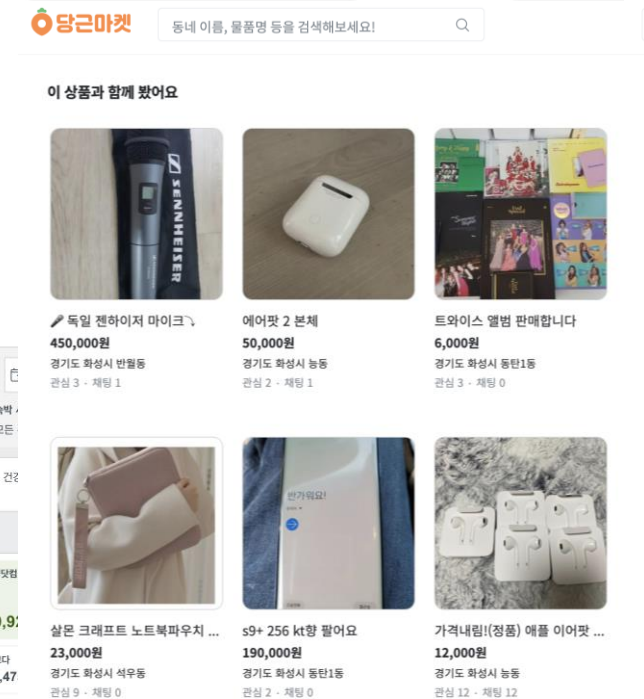 당근마켓
동네 이름, 물품명 등을 검색해보세요!
이 상품과 함께 봤어요
SENNHEISER
🎤 독일 젠하이저 마이크⤵
450,000원
경기도 화성시 반월동
관심 3 · 채팅 1
에어팟 2 본체
50,000원
경기도 화성시 능동
관심 2 · 채팅 1
트와이스 앨범 판매합니다
6,000원
경기도 화성시 동탄1동
관심 3 · 채팅 0
살몬 크래프트 노트북파우치 ...
23,000원
경기도 화성시 석우동
관심 9 · 채팅 0
반가워요!
s9+ 256 kt향 팔어요
190,000원
경기도 화성시 동탄1동
관심 2 · 채팅 0
가격내림!(정품) 애플 이어팟 ...
12,000원
경기도 화성시 능동
관심 12 · 채팅 12